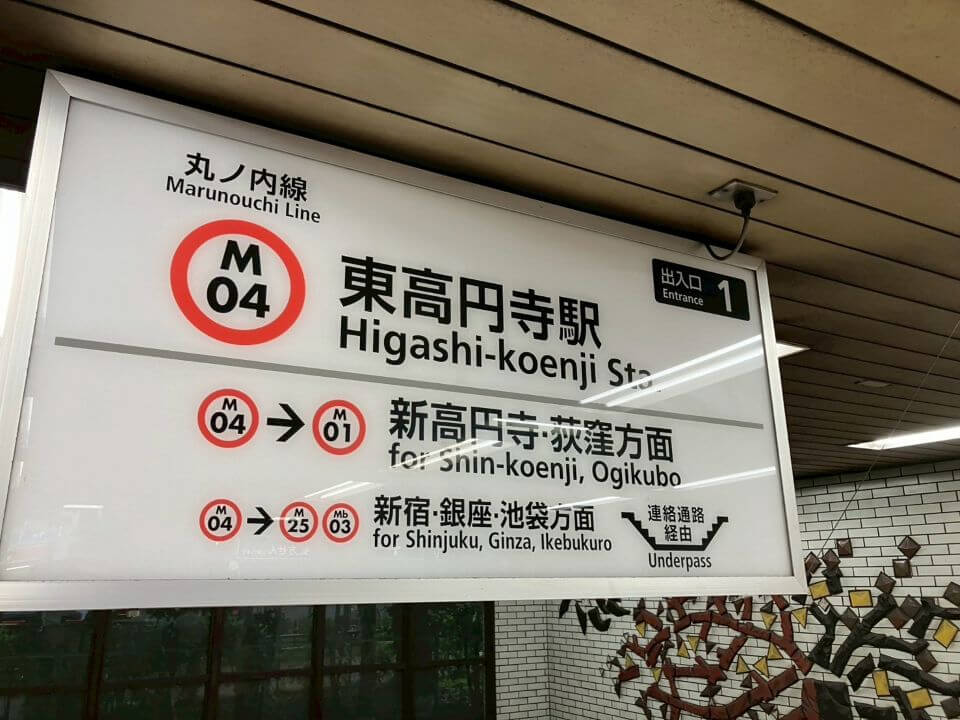 丸ノ内線
Marunouchi Line
M
04
東高円寺駅
Higashi-koenji Sta.
出入口
Entrance
1
M
04
→
M
01
新高円寺・荻窪方面
for Shin-koenji, Ogikubo
M
04
→
M
25
Mb
03
新宿・銀座・池袋方面
for Shinjuku, Ginza, Ikebukuro
連絡通路
経由
Underpass